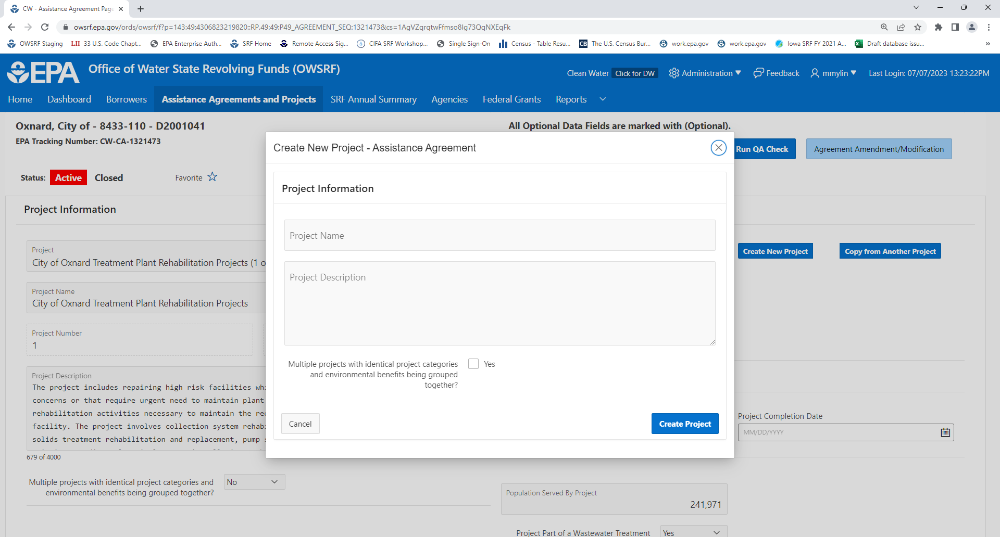 CW - Assistance Agreement Page
owsrf.epa.gov/ords/owsrf/f?p=143:49:4306823219820::RP,49:49:P49_AGREEMENT_SEQ:1321473&cs=1AgVZqrqtwFfmso8lg73QqNXEqFk
OWSRF Staging LII 33 U.S. Code Chapt... EPA Enterprise Auth... SRF Home Remote Access Sig... CIFA SRF Workshop... Single Sign-On Census - Table Resu... CB The U.S. Census Bur... work.epa.gov work.epa.gov Iowa SRF FY 2021 A... Draft database issu... »
EPA Office of Water State Revolving Funds (OWSRF)
Clean Water Click for DW Administration Feedback mmylin Last Login: 07/07/2023 13:23:22PM
Home Dashboard Borrowers Assistance Agreements and Projects SRF Annual Summary Agencies Federal Grants Reports
Oxnard, City of - 8433-110 - D2001041
All Optional Data Fields are marked with (Optional).
EPA Tracking Number: CW-CA-1321473
Run QA Check
Agreement Amendment/Modification
Status: Active Closed Favorite
Create New Project - Assistance Agreement
Project Information
Project Name
Project Description
Multiple projects with identical project categories
and environmental benefits being grouped
together?
Yes
Cancel
Create Project
Project Information
Project
City of Oxnard Treatment Plant Rehabilitation Projects (1 o
Create New Project
Copy from Another Project
Project Name
City of Oxnard Treatment Plant Rehabilitation Projects
Project Number
1
Project Description
The project includes repairing high risk facilities
concerns or that require urgent need to maintain plant
rehabilitation activities necessary to maintain the
facility. The project involves collection system
solids treatment rehabilitation and replacement, pump
679 of 4000
Project Completion Date
MM/DD/YYYY
Multiple projects with identical project categories and
environmental benefits being grouped together?
No
Population Served By Project
241,971
Project Part of a Wastewater Treatment
Yes